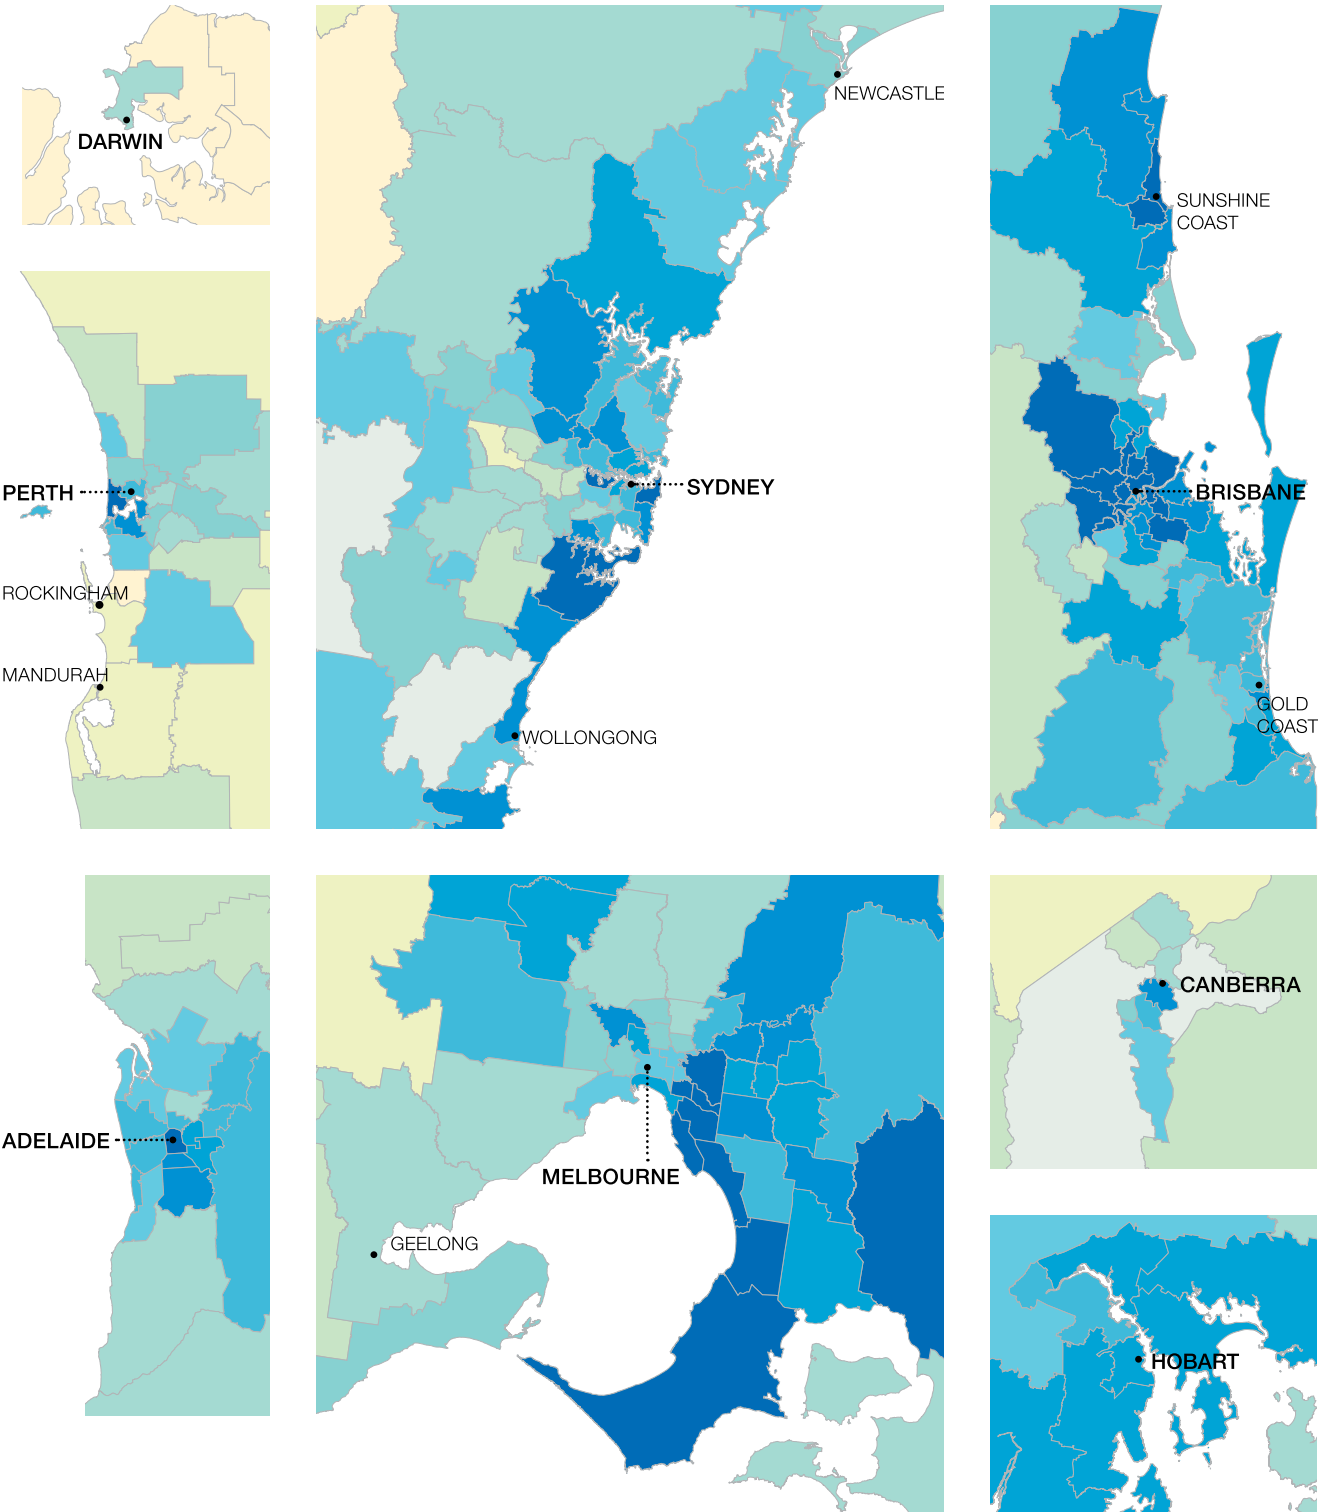 DARWIN
NEWCASTLE
SUNSHINE
COAST
PERTH
SYDNEY
BRISBANE
ROCKINGHAM
MANDURAH
WOLLONGONG
GOLD
COAST
CANBERRA
ADELAIDE
MELBOURNE
GEELONG
HOBART